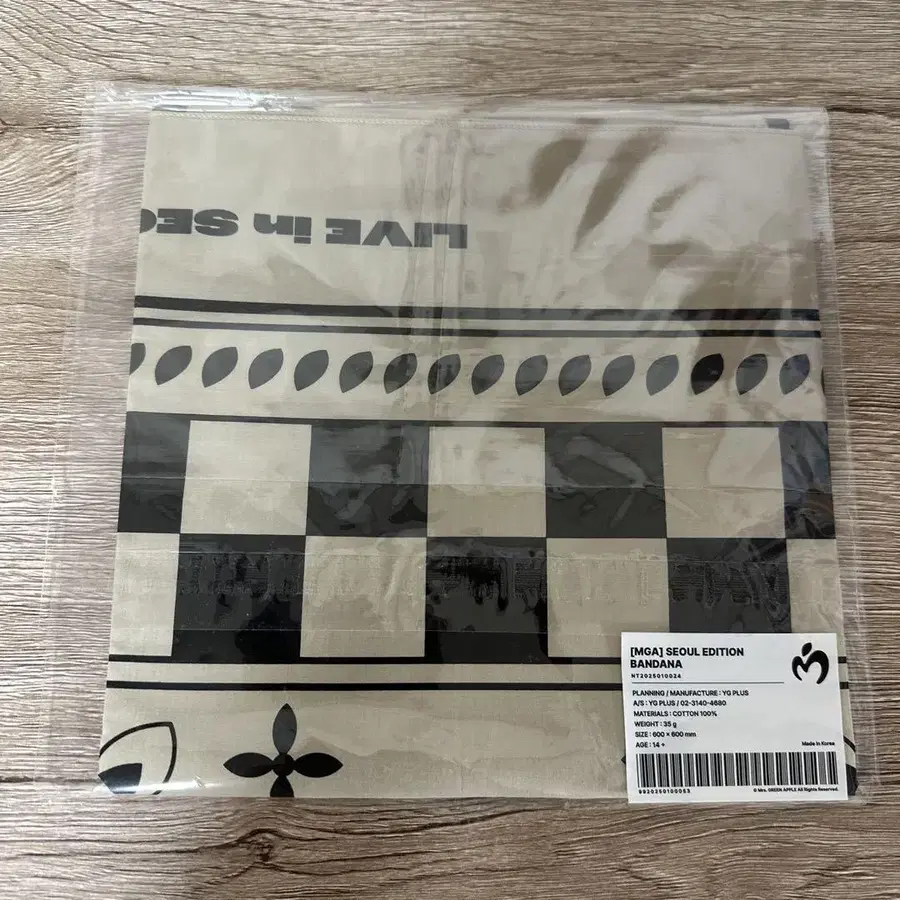 LIVE in SEO
[MGA] SEOUL EDITION
BANDANA
NT2025010024
PLANNING / MANUFACTURE : YG PLUS
A/S : YG PLUS / 02-3140-4680
MATERIALS : COTTON 100%
WEIGHT : 35 g
SIZE : 600 × 600 mm
AGE : 14 +
Made in Korea
9920250100053
© Mrs. GREEN APPLE All Rights Reserved.